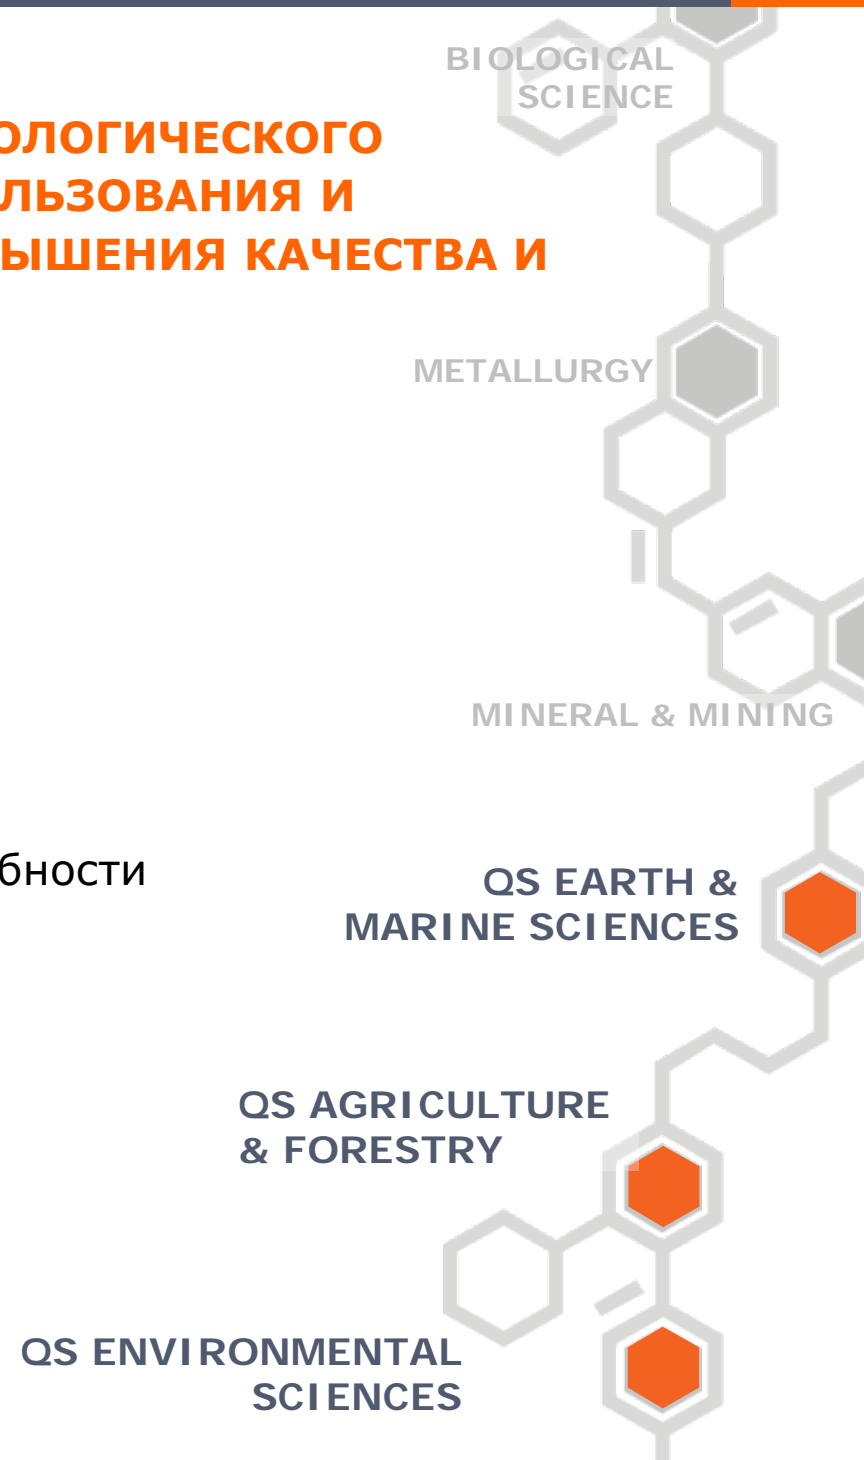 BIOLOGICAL
SCIENCE
ОЛОГИЧЕСКОГО
ЛЬЗОВАНИЯ И
ЫШЕНИЯ КАЧЕСТВА И
METALLURGY
MINERAL & MINING
бности
QS EARTH &
MARINE SCIENCES
QS AGRICULTURE
& FORESTRY
QS ENVIRONMENTAL
SCIENCES